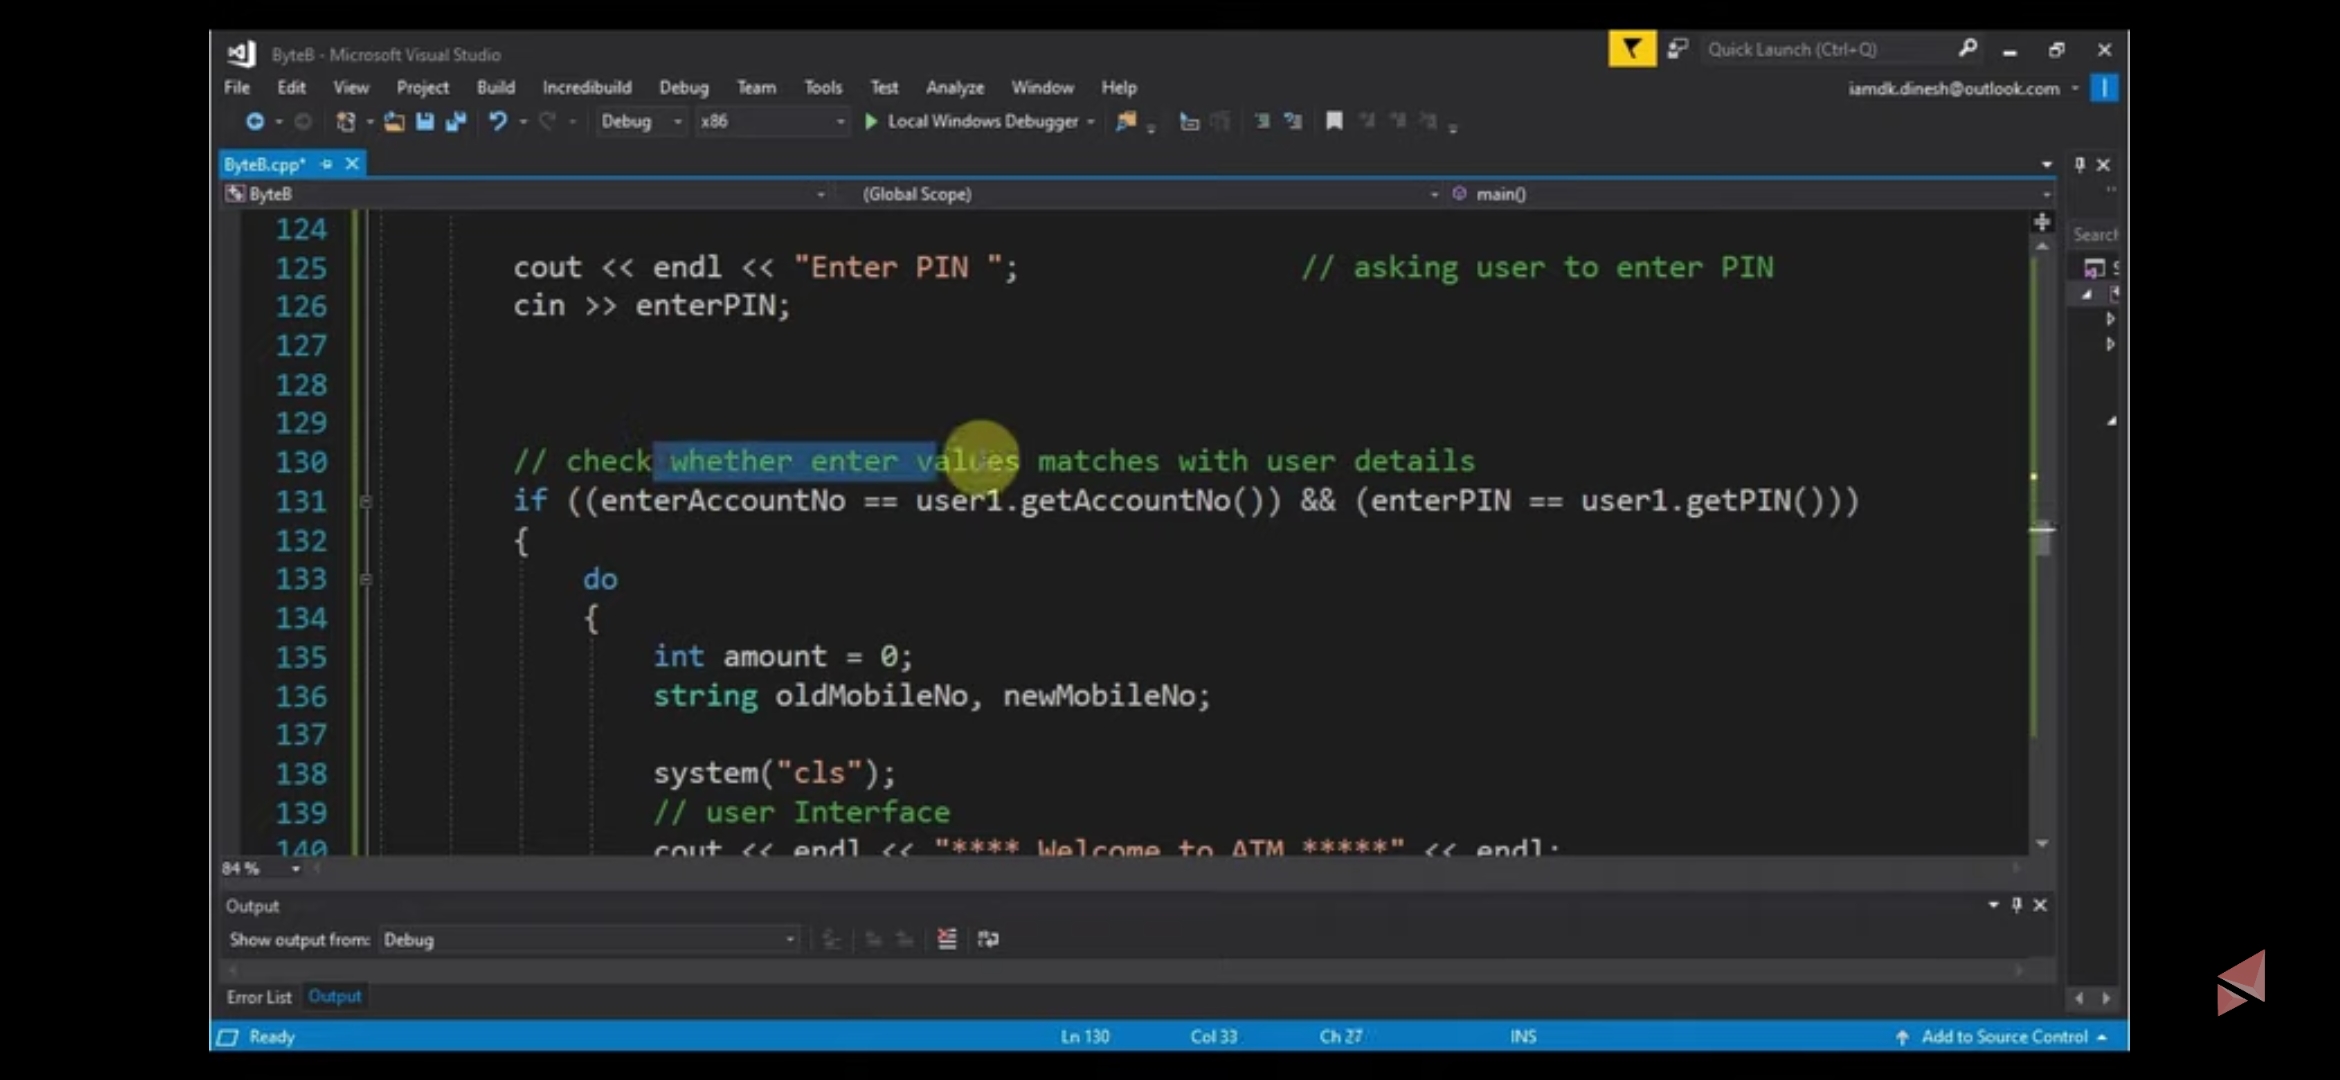 ByteB - Microsoft Visual Studio
Quick Launch (Ctrl+Q)
File Edit View Project Build Incredibuild Debug Team Tools Test Analyze Window Help
iamdk.dinesh@outlook.com
Debug x86 Local Windows Debugger
ByteB.cpp*
ByteB (Global Scope) main()
Search
124
125 cout << endl << "Enter PIN "; // asking user to enter PIN
126 cin >> enterPIN;
127
128
129
130 // check whether enter values matches with user details
131 if ((enterAccountNo == user1.getAccountNo()) && (enterPIN == user1.getPIN()))
132 {
133 do
134 {
135 int amount = 0;
136 string oldMobileNo, newMobileNo;
137
138 system("cls");
139 // user Interface
140 cout << endl << "**** Welcome to ATM *****" << endl;
84 %
Output
Show output from: Debug
Error List Output
Ready Ln 130 Col 33 Ch 27 INS Add to Source Control